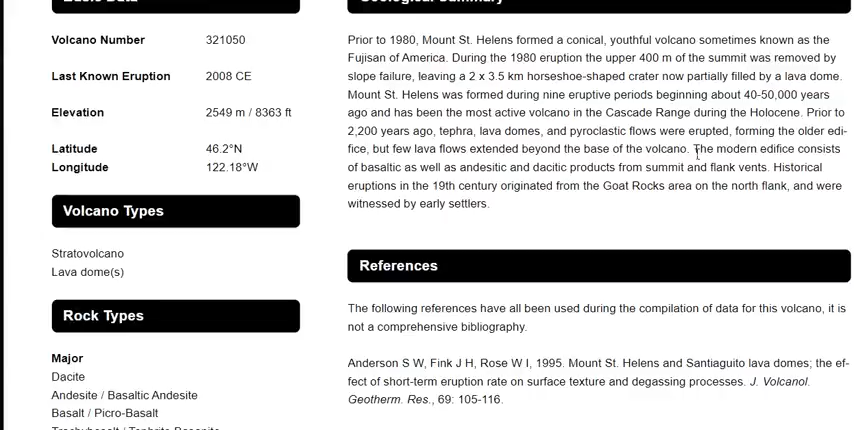 Basic Data
Geological Summary
Volcano Number 321050
Last Known Eruption 2008 CE
Elevation 2549 m / 8363 ft
Latitude 46.2°N
Longitude 122.18°W
Volcano Types
Stratovolcano
Lava dome(s)
Rock Types
Major
Dacite
Andesite / Basaltic Andesite
Basalt / Picro-Basalt
Trachybasalt / Tephrite Basanite
Prior to 1980, Mount St. Helens formed a conical, youthful volcano sometimes known as the
Fujisan of America. During the 1980 eruption the upper 400 m of the summit was removed by
slope failure, leaving a 2 x 3.5 km horseshoe-shaped crater now partially filled by a lava dome.
Mount St. Helens was formed during nine eruptive periods beginning about 40-50,000 years
ago and has been the most active volcano in the Cascade Range during the Holocene. Prior to
2,200 years ago, tephra, lava domes, and pyroclastic flows were erupted, forming the older edi-
fice, but few lava flows extended beyond the base of the volcano. The modern edifice consists
of basaltic as well as andesitic and dacitic products from summit and flank vents. Historical
eruptions in the 19th century originated from the Goat Rocks area on the north flank, and were
witnessed by early settlers.
References
The following references have all been used during the compilation of data for this volcano, it is
not a comprehensive bibliography.
Anderson S W, Fink J H, Rose W I, 1995. Mount St. Helens and Santiaguito lava domes; the ef-
fect of short-term eruption rate on surface texture and degassing processes. J. Volcanol.
Geotherm. Res., 69: 105-116.